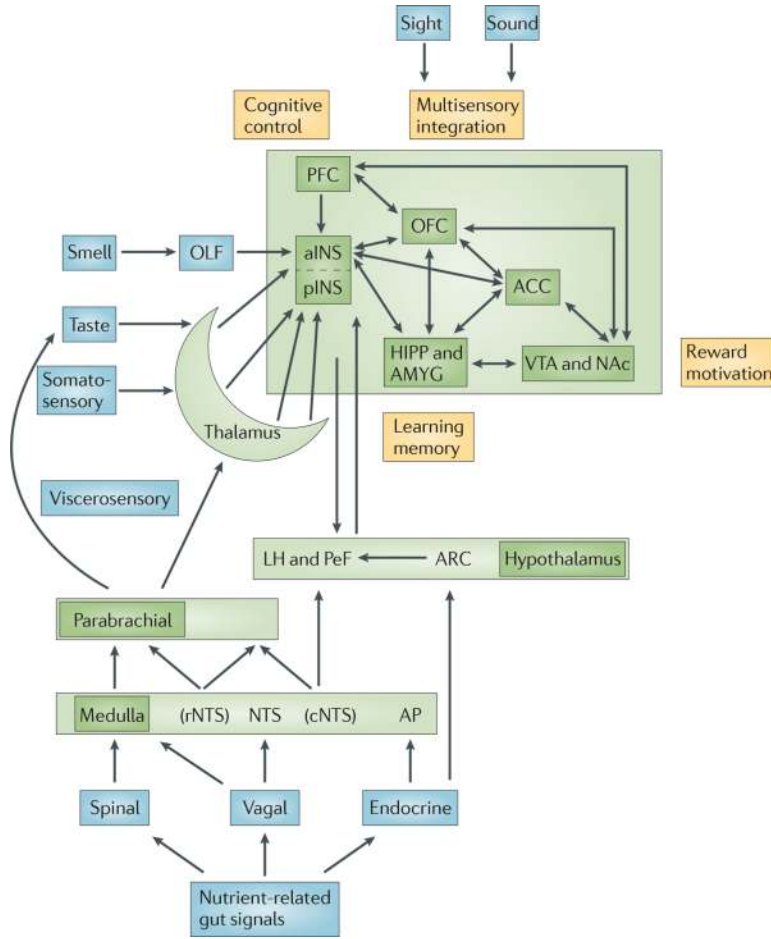 Sight
Sound
Cognitive
control
Multisensory
integration
PFC
OFC
Smell
OLF
aINS
pINS
ACC
Taste
HIPP and
AMYG
VTA and NAc
Reward
motivation
Somato-
sensory
Thalamus
Learning
memory
Viscerosensory
LH and PeF
ARC
Hypothalamus
Parabrachial
Medulla
(rNTS)
NTS
(cNTS)
AP
Spinal
Vagal
Endocrine
Nutrient-related
gut signals